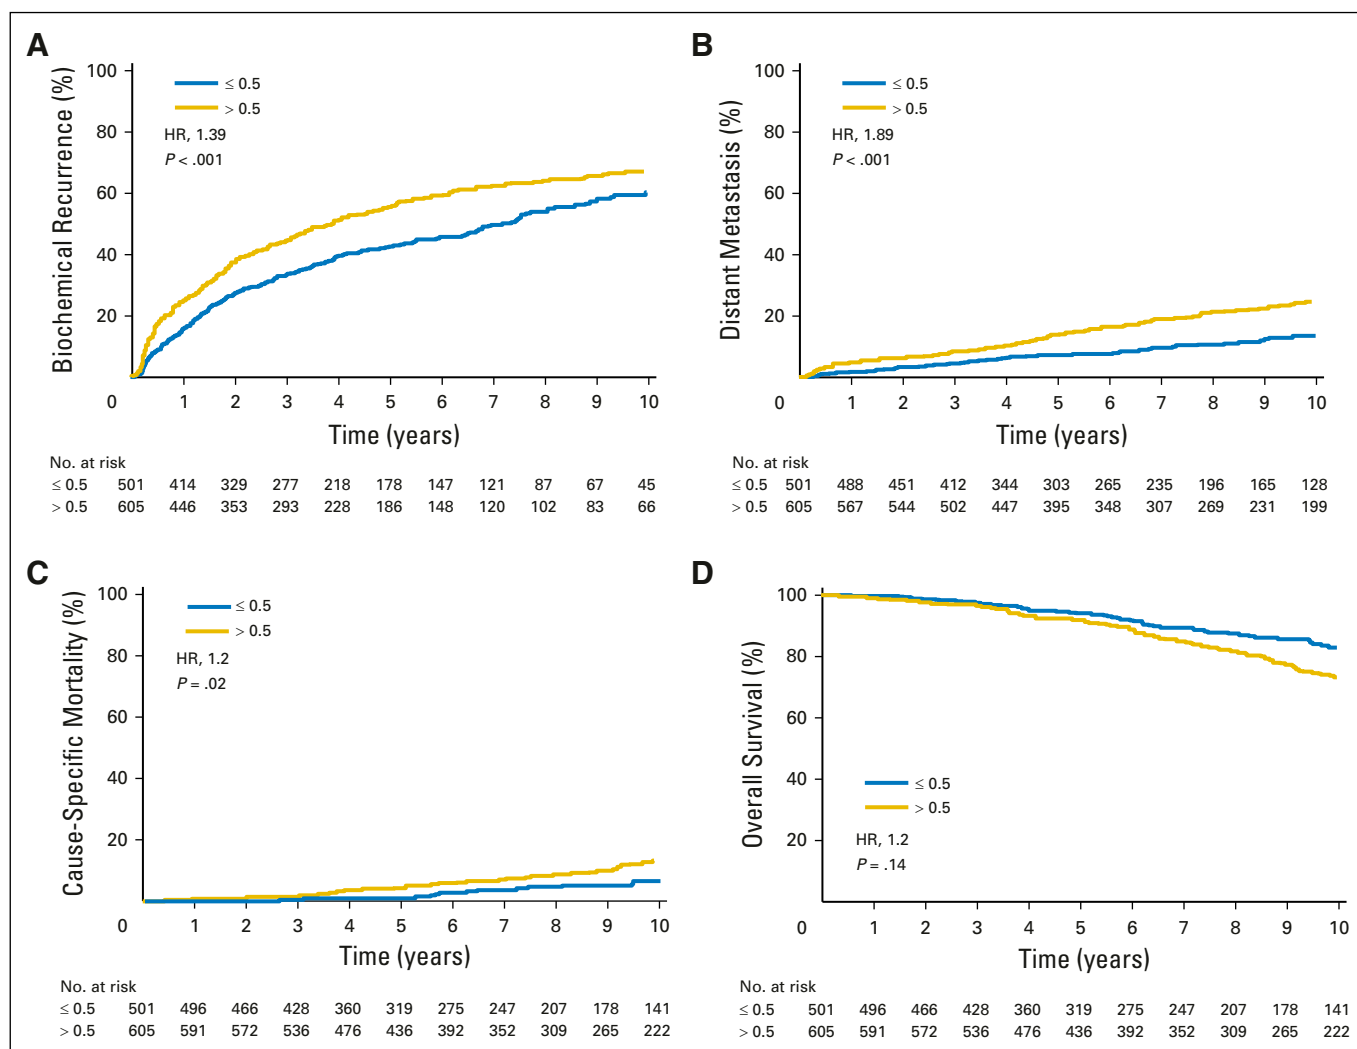 A
Biochemical Recurrence (%)
100
80
60
40
20
≤ 0.5
> 0.5
HR, 1.39
P < .001
0 1 2 3 4 5 6 7 8 9 10
Time (years)
No. at risk
≤ 0.5 501 414 329 277 218 178 147 121 87 67 45
> 0.5 605 446 353 293 228 186 148 120 102 83 66
B
Distant Metastasis (%)
100
80
60
40
20
≤ 0.5
> 0.5
HR, 1.89
P < .001
0 1 2 3 4 5 6 7 8 9 10
Time (years)
No. at risk
≤ 0.5 501 488 451 412 344 303 265 235 196 165 128
> 0.5 605 567 544 502 447 395 348 307 269 231 199
C
Cause-Specific Mortality (%)
100
80
60
40
20
≤ 0.5
> 0.5
HR, 1.2
P = .02
0 1 2 3 4 5 6 7 8 9 10
Time (years)
No. at risk
≤ 0.5 501 496 466 428 360 319 275 247 207 178 141
> 0.5 605 591 572 536 476 436 392 352 309 265 222
D
Overall Survival (%)
100
80
60
40
20
≤ 0.5
> 0.5
HR, 1.2
P = .14
0 1 2 3 4 5 6 7 8 9 10
Time (years)
No. at risk
≤ 0.5 501 496 466 428 360 319 275 247 207 178 141
> 0.5 605 591 572 536 476 436 392 352 309 265 222